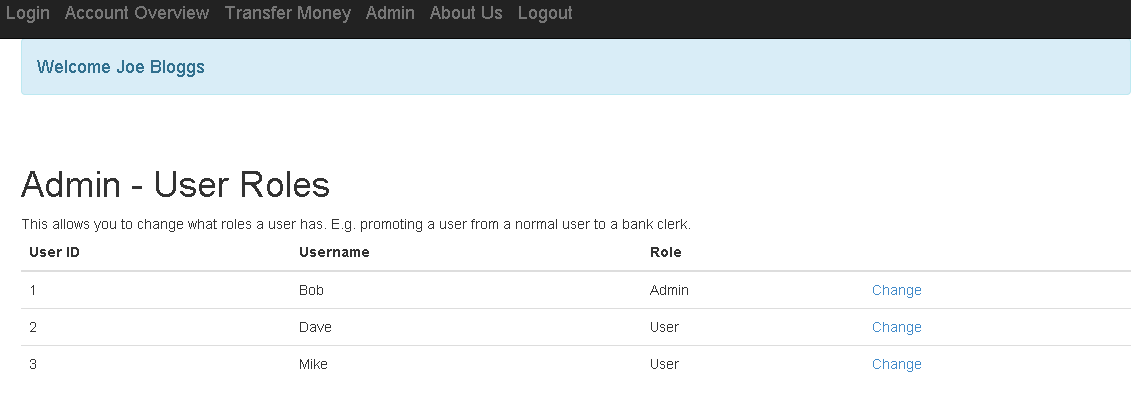 Login Account Overview Transfer Money Admin About Us Logout
Welcome Joe Bloggs
Admin - User Roles
This allows you to change what roles a user has. E.g. promoting a user from a normal user to a bank clerk.
User ID Username Role
1 Bob Admin Change
2 Dave User Change
3 Mike User Change